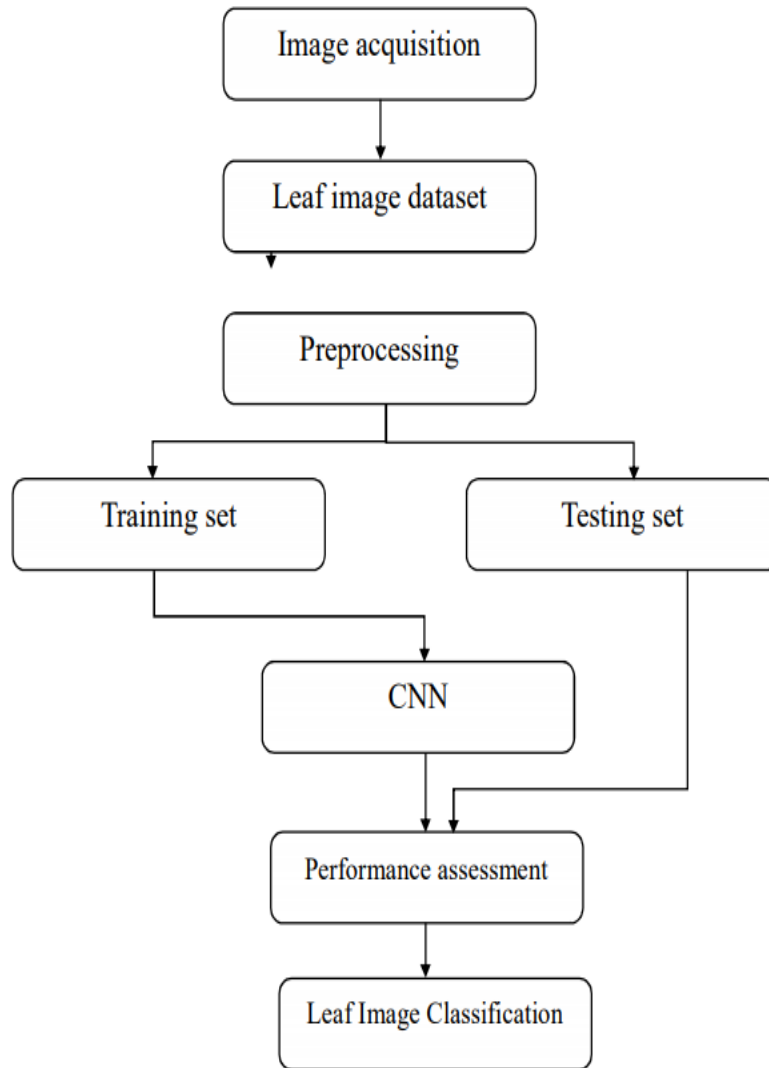 Image acquisition
Leaf image dataset
Preprocessing
Training set
Testing set
CNN
Performance assessment
Leaf Image Classification